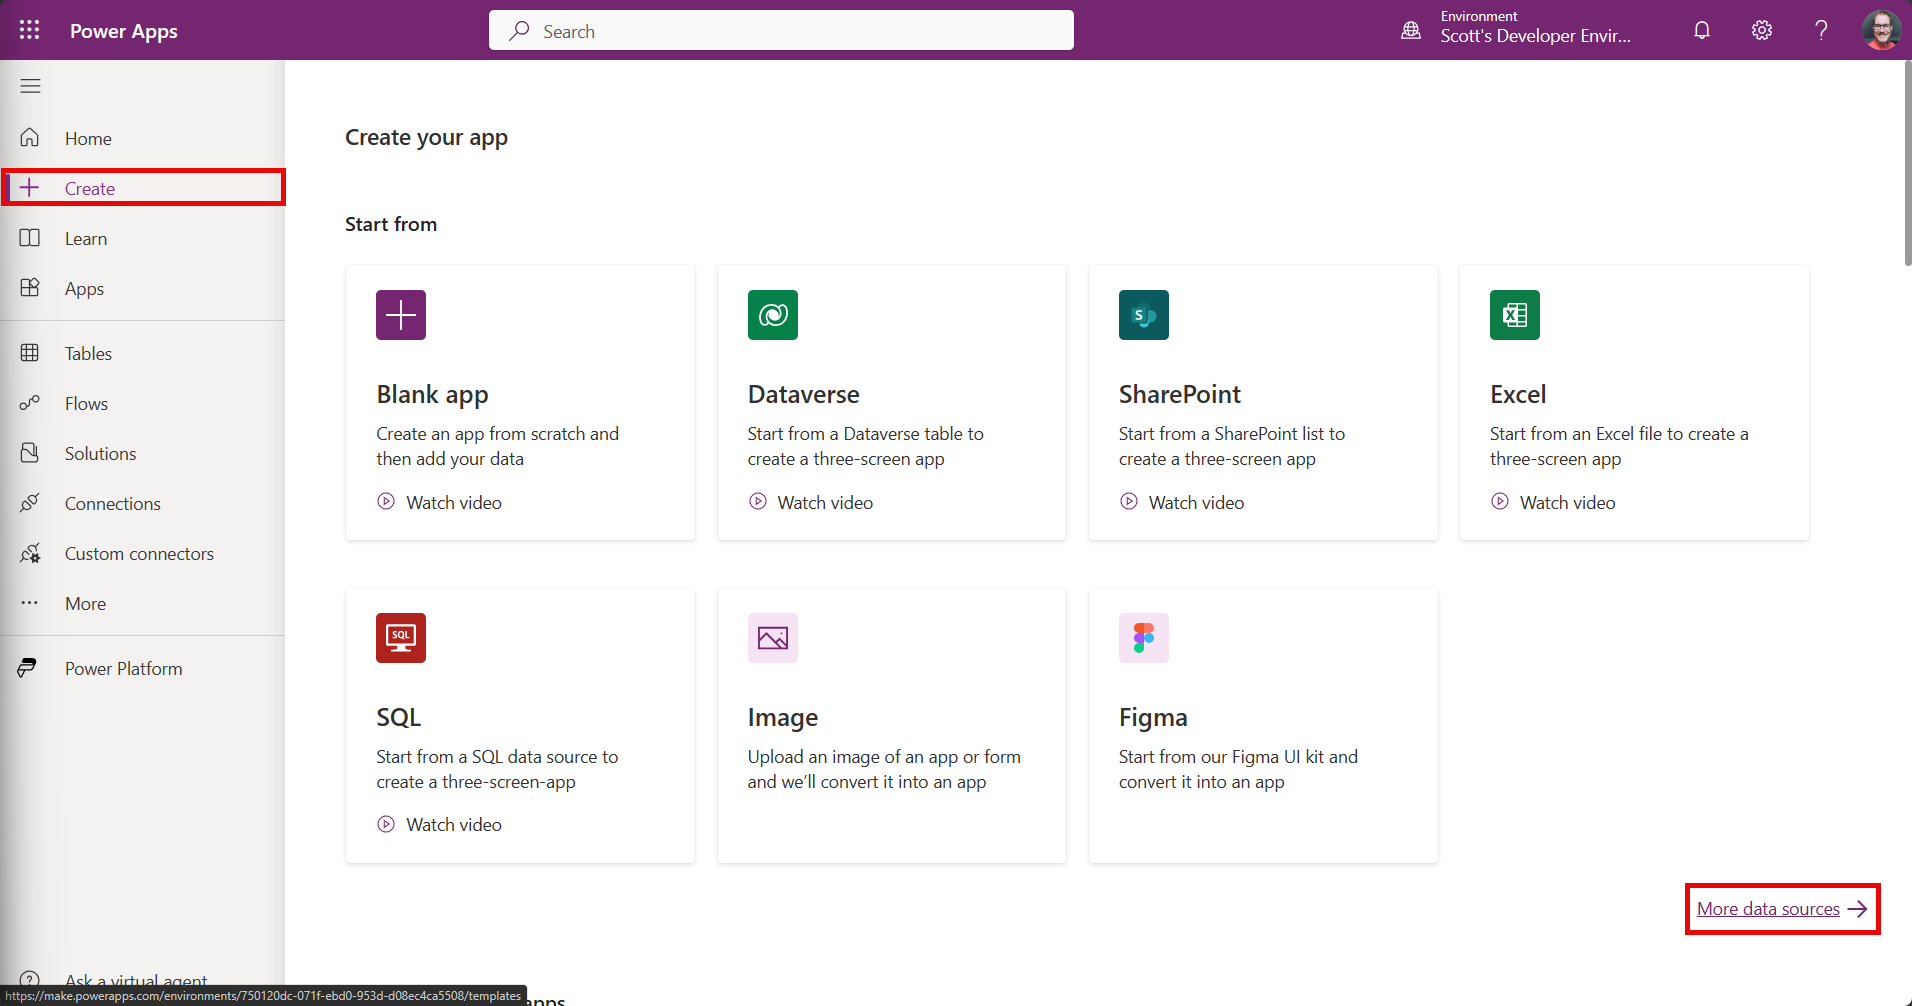 Power Apps
Search
Environment
Scott's Developer Envir...
Home
Create
Learn
Apps
Tables
Flows
Solutions
Connections
Custom connectors
More
Power Platform
Ask a virtual agent
Create your app
Start from
Blank app
Create an app from scratch and
then add your data
Watch video
Dataverse
Start from a Dataverse table to
create a three-screen app
Watch video
S
SharePoint
Start from a SharePoint list to
create a three-screen app
Watch video
X
Excel
Start from an Excel file to create a
three-screen app
Watch video
SQL
SQL
Start from a SQL data source to
create a three-screen-app
Watch video
Image
Upload an image of an app or form
and we’ll convert it into an app
Figma
Start from our Figma UI kit and
convert it into an app
More data sources
apps
https://make.powerapps.com/environments/750120dc-071f-ebd0-953d-d08ec4ca5508/templates